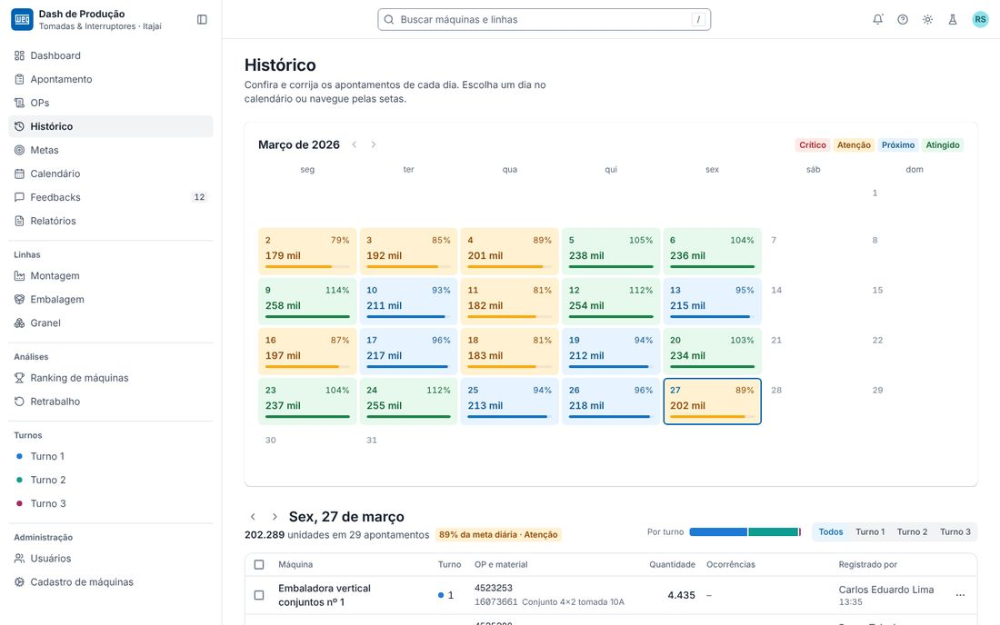 weg
Dash de Produção
Tomadas & Interruptores · Itajaí
Buscar máquinas e linhas
/
RS
Dashboard
Apontamento
OPs
Histórico
Metas
Calendário
Feedbacks 12
Relatórios
Linhas
Montagem
Embalagem
Granel
Análises
Ranking de máquinas
Retrabalho
Turnos
Turno 1
Turno 2
Turno 3
Administração
Usuários
Cadastro de máquinas
Histórico
Confira e corrija os apontamentos de cada dia. Escolha um dia no
calendário ou navegue pelas setas.
Março de 2026
Crítico Atenção Próximo Atingido
seg ter qua qui sex sáb dom
1
2 79% 3 85% 4 89% 5 105% 6 104% 7 8
179 mil 192 mil 201 mil 238 mil 236 mil
9 114% 10 93% 11 81% 12 112% 13 95% 14 15
258 mil 211 mil 182 mil 254 mil 215 mil
16 87% 17 96% 18 81% 19 94% 20 103% 21 22
197 mil 217 mil 183 mil 212 mil 234 mil
23 104% 24 112% 25 94% 26 96% 27 89% 28 29
237 mil 255 mil 213 mil 218 mil 202 mil
30 31
Sex, 27 de março
202.289 unidades em 29 apontamentos 89% da meta diária · Atenção
Por turno Todos Turno 1 Turno 2 Turno 3
Máquina Turno OP e material Quantidade Ocorrências Registrado por
Embaladora vertical
conjuntos nº 1
1
4523253
16073661 Conjunto 4×2 tomada 10A
4.435 –
Carlos Eduardo Lima
13:35